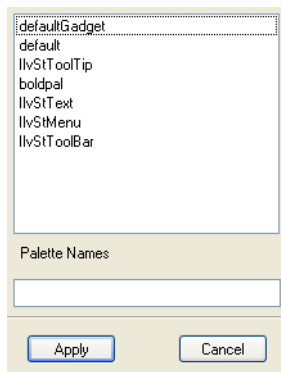 defaultGadget
default
IlvStToolTip
boldpal
IlvStText
IlvStMenu
IlvStToolBar
Palette Names
Apply
Cancel